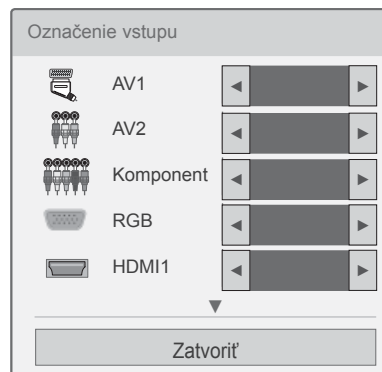 Označenie vstupu
AV1
AV2
Komponent
RGB
HDMI1
Zatvoriť